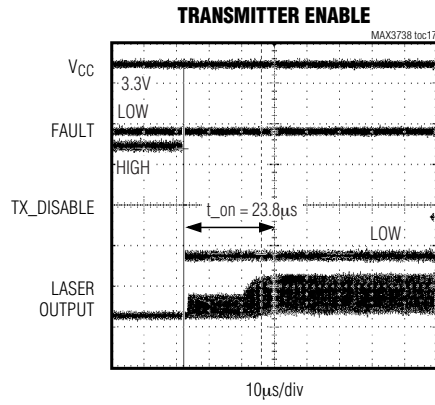 TRANSMITTER ENABLE
MAX3738 toc17
VCC
3.3V
LOW
FAULT
HIGH
TX_DISABLE
t_on = 23.8µs
LOW
LASER
OUTPUT
10µs/div